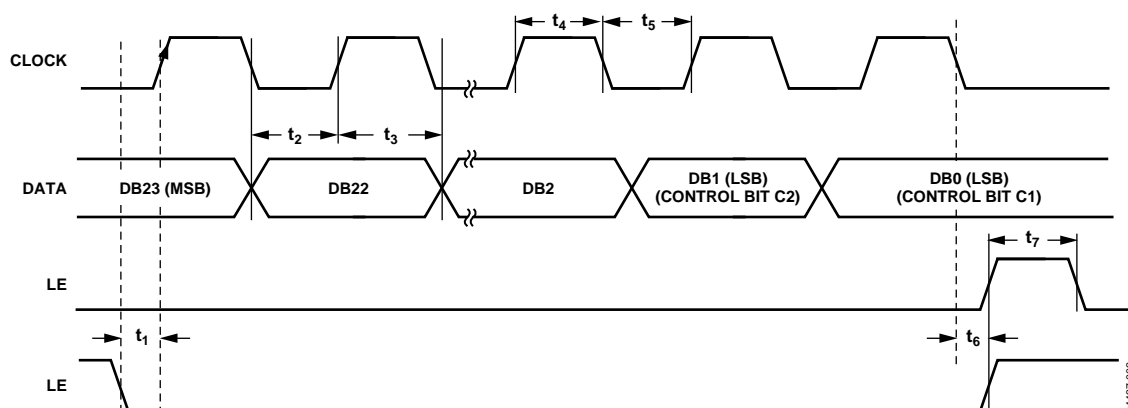 t4
t5
CLOCK
t2
t3
DATA
DB23 (MSB)
DB22
DB2
DB1 (LSB)
(CONTROL BIT C2)
DB0 (LSB)
(CONTROL BIT C1)
t7
LE
t1
t6
LE